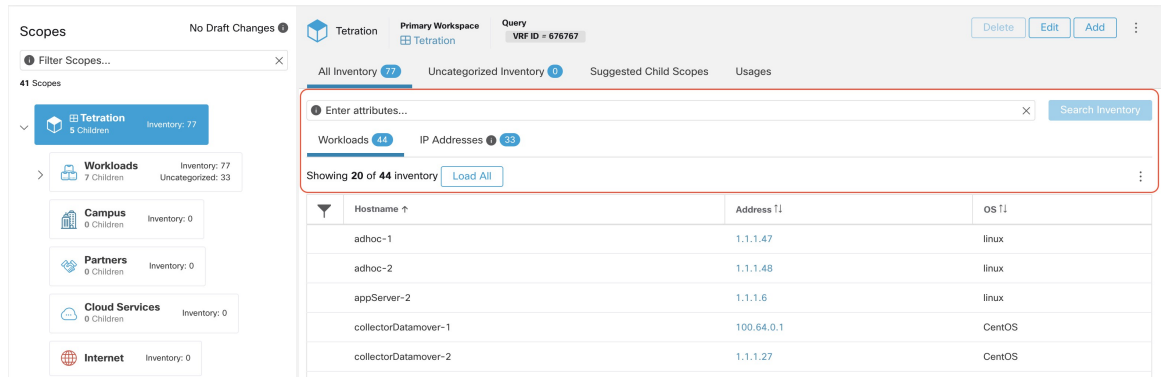 Scopes
No Draft Changes
Filter Scopes...
41 Scopes
Tetration
5 Children
Inventory: 77
Workloads
7 Children
Inventory: 77
Uncategorized: 33
Campus
0 Children
Inventory: 0
Partners
0 Children
Inventory: 0
Cloud Services
0 Children
Inventory: 0
Internet
Inventory: 0
Tetration
Primary Workspace
Tetration
Query
VRF ID = 676767
Delete Edit Add
All Inventory 77 Uncategorized Inventory 0 Suggested Child Scopes Usages
Enter attributes...
Search Inventory
Workloads 44 IP Addresses 33
Showing 20 of 44 inventory Load All
Hostname ↑ Address ↑↓ OS ↑↓
adhoc-1 1.1.1.47 linux
adhoc-2 1.1.1.48 linux
appServer-2 1.1.1.6 linux
collectorDatamover-1 100.64.0.1 CentOS
collectorDatamover-2 1.1.1.27 CentOS